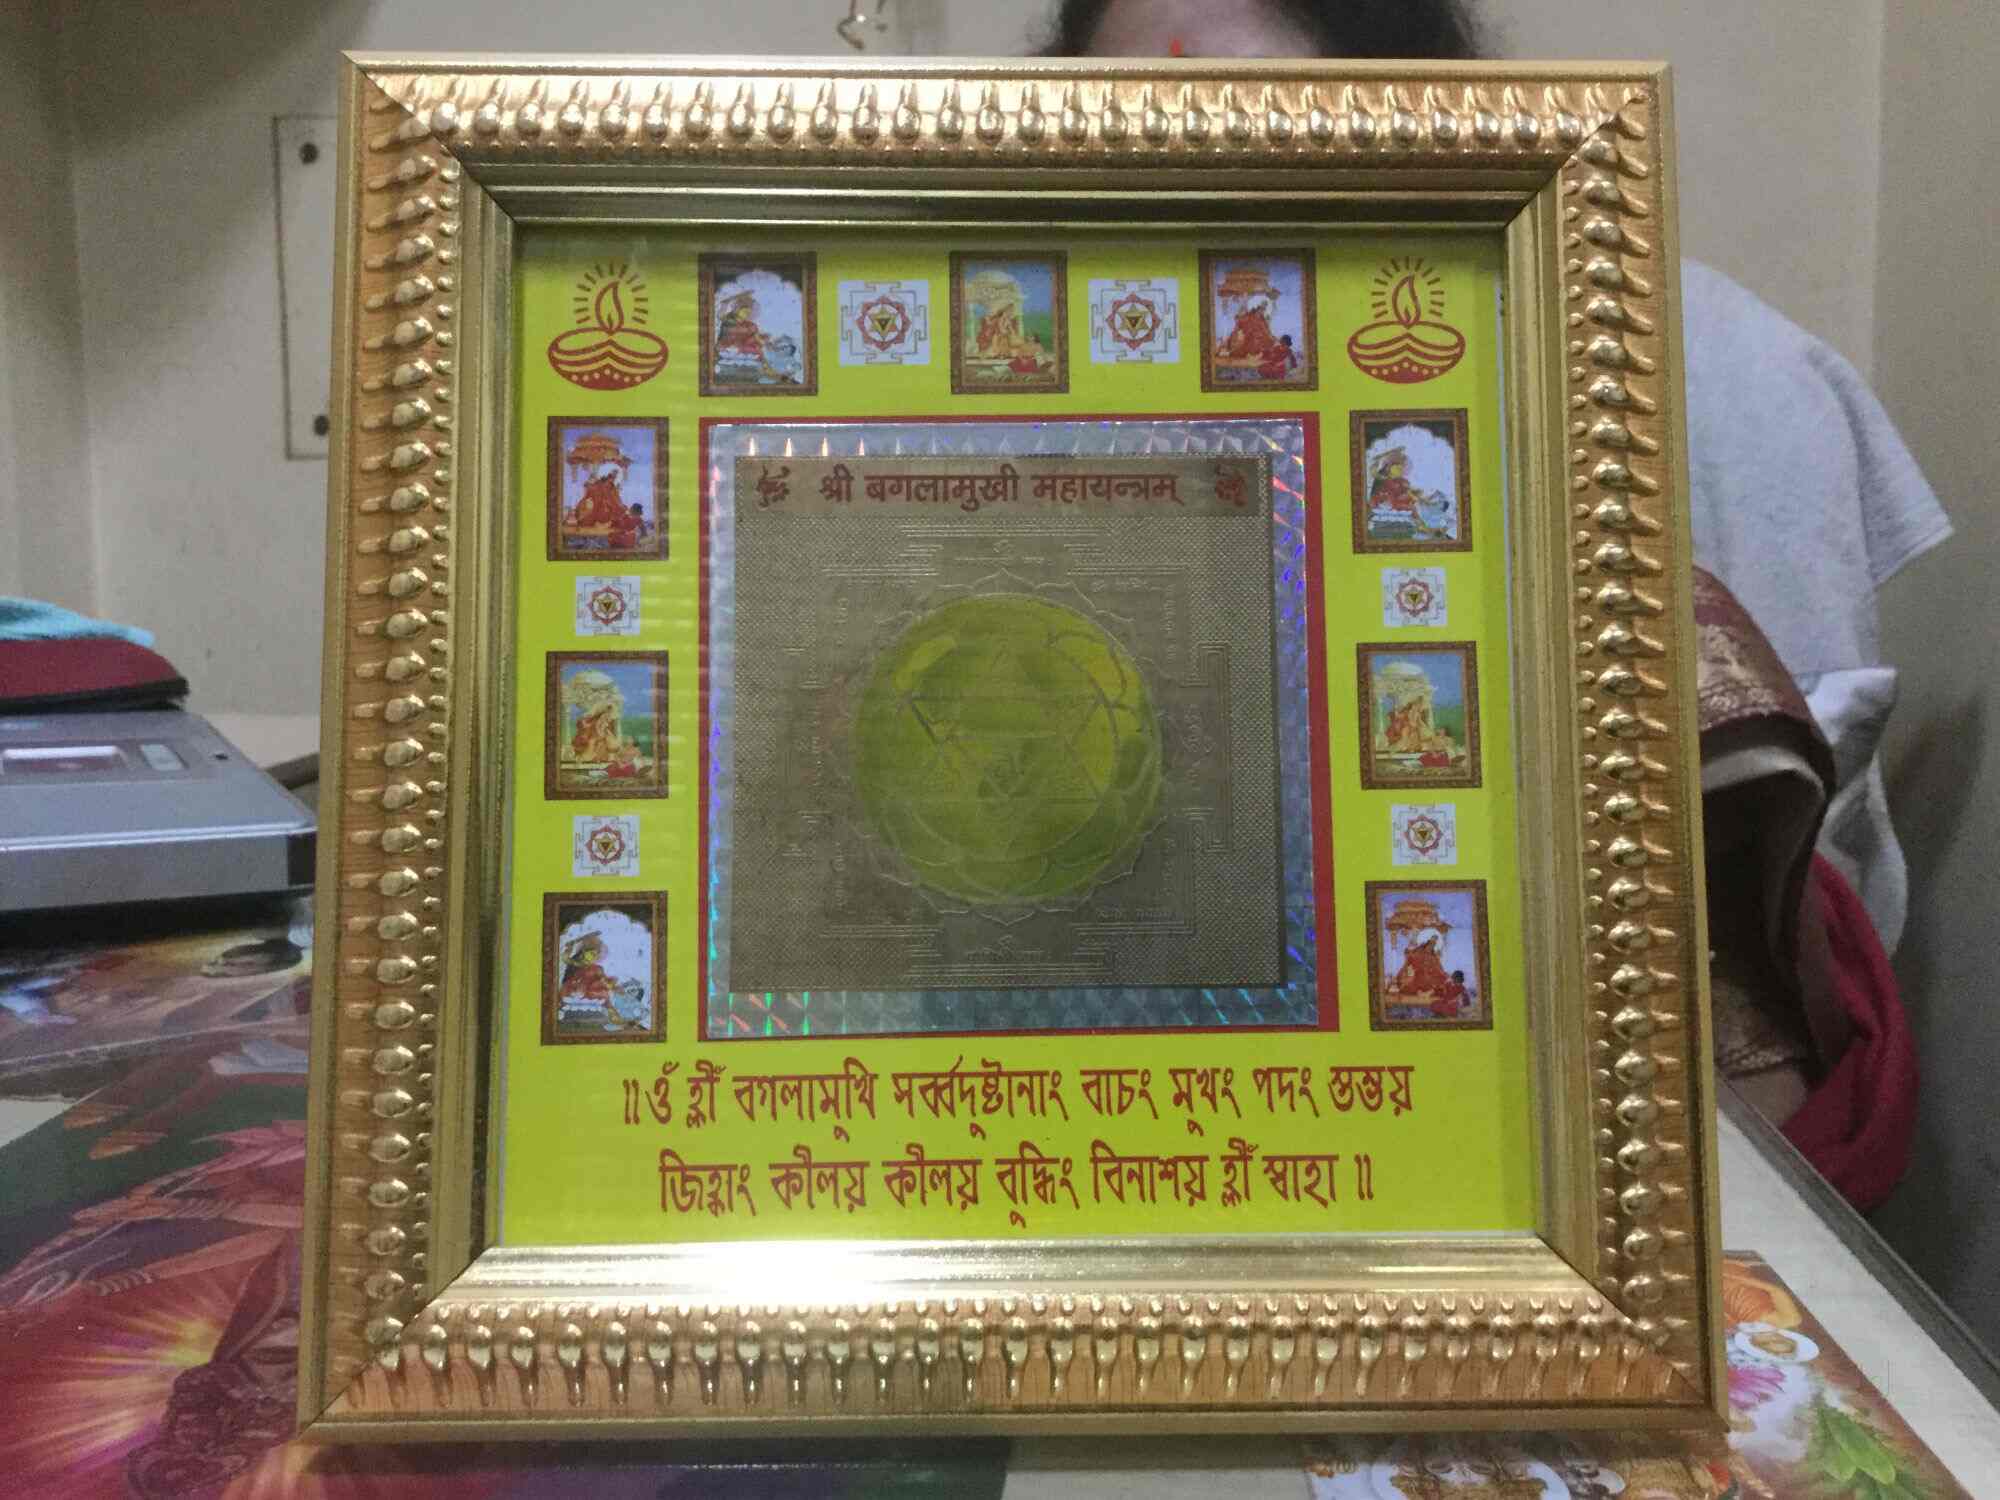 श्री बगलामुखी महायन्त्रम्
॥ওঁ হ্লীঁ বগলামুখি সর্ব্বদুষ্টানাং বাচং মুখং পদং স্তম্ভয়
জিহ্বাং কীলয় কীলয় বুদ্ধিং বিনাশয় হ্লীঁ স্বাহা ॥